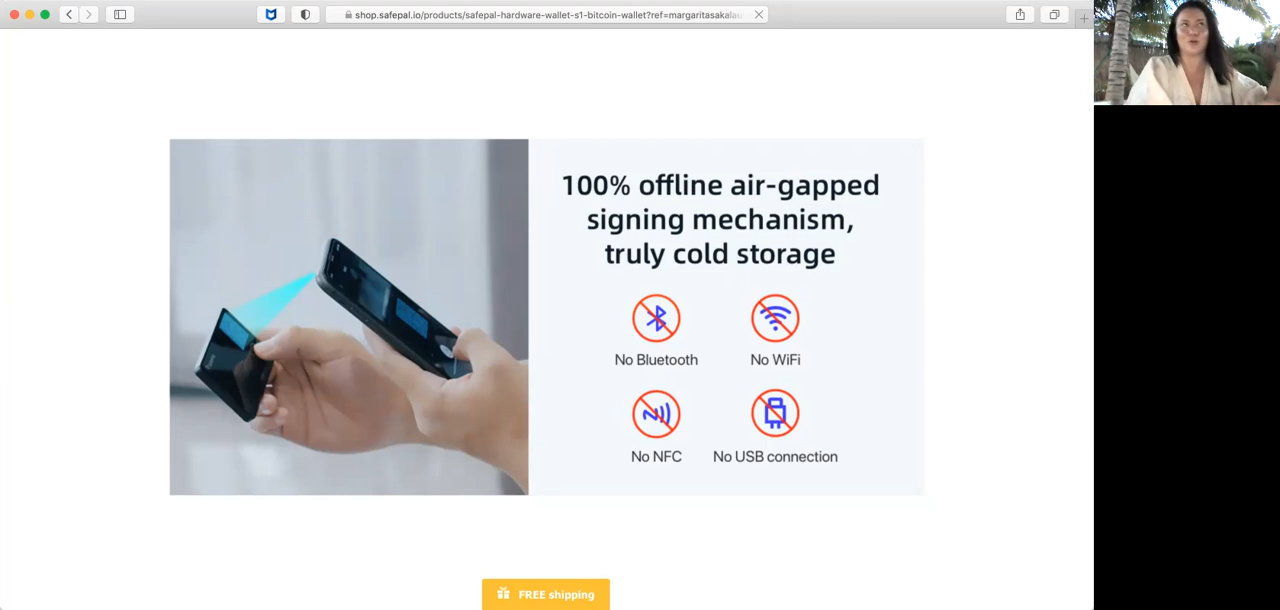 shop.safepal.io/products/safepal-hardware-wallet-s1-bitcoin-wallet?ref=margaritasakala
100% offline air-gapped
signing mechanism,
truly cold storage
No Bluetooth
No WiFi
No NFC
No USB connection
FREE shipping